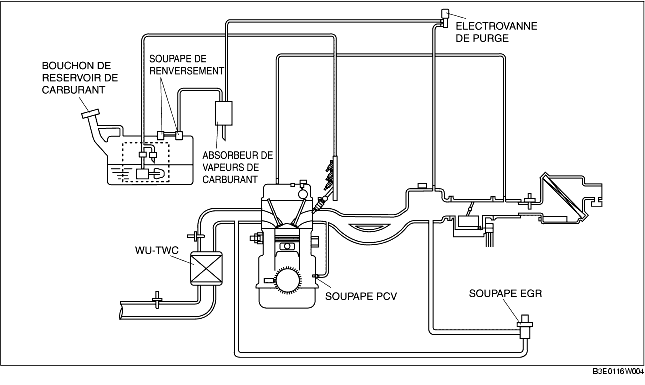 ELECTROVANNE
DE PURGE
BOUCHON DE
RESERVOIR DE
CARBURANT
SOUPAPE DE
RENVERSEMENT
ABSORBEUR DE
VAPEURS DE
CARBURANT
WU-TWC
SOUPAPE PCV
SOUPAPE EGR
B3E0116W004